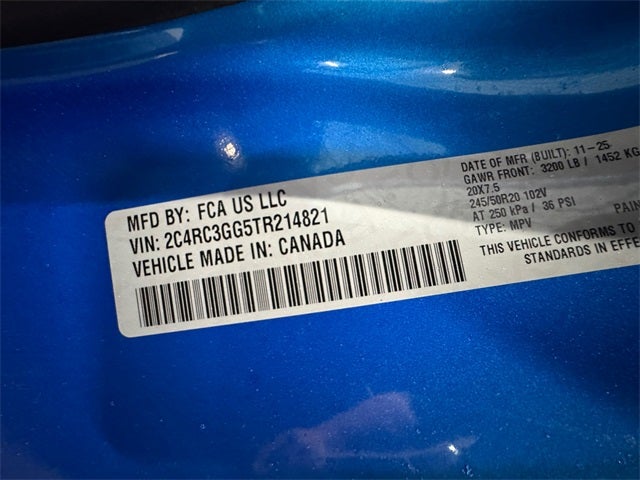 MFD BY: FCA US LLC
VIN: 2C4RC3GG5TR214821
VEHICLE MADE IN: CANADA
DATE OF MFR (BUILT): 11-25
GAWR FRONT: 3200 LB / 1452 KG
20X7.5
245/50R20 102V
AT 250 kPa / 36 PSI
TYPE: MPV
PAIN
THIS VEHICLE CONFORMS TO
STANDARDS IN EFFE